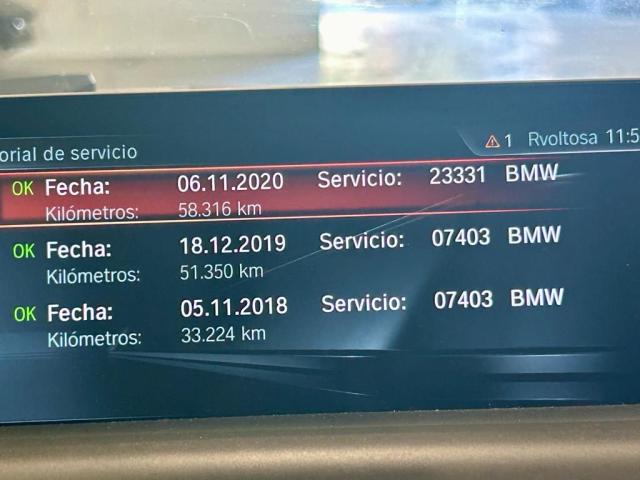 orial de servicio
⚠ 1 Rvoltosa 11:5
OK Fecha: 06.11.2020 Servicio: 23331 BMW
Kilómetros: 58.316 km
OK Fecha: 18.12.2019 Servicio: 07403 BMW
Kilómetros: 51.350 km
OK Fecha: 05.11.2018 Servicio: 07403 BMW
Kilómetros: 33.224 km